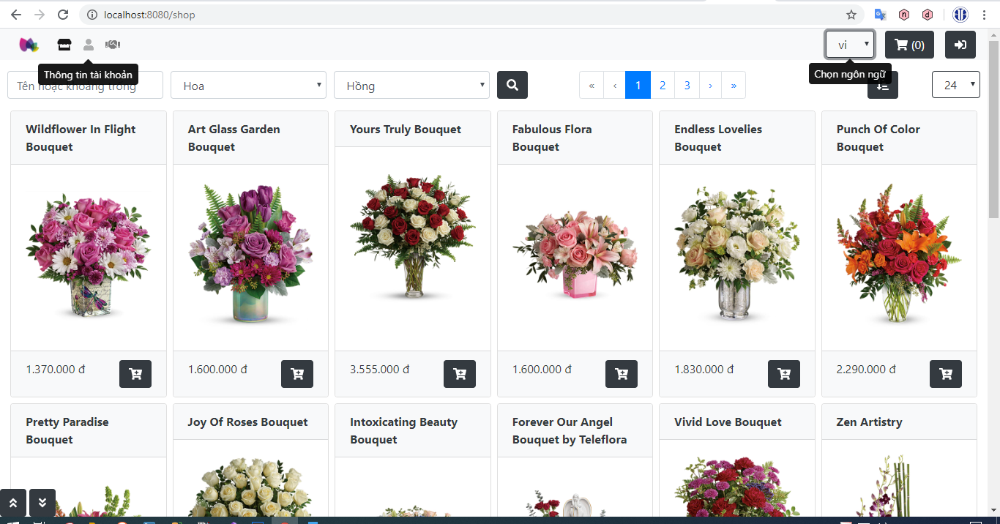 localhost:8080/shop
vi
(0)
Thông tin tài khoản
Chọn ngôn ngữ
Tên hoặc khoảng trống
Hoa
Hồng
« ‹ 1 2 3 › »
24
Wildflower In Flight
Bouquet
Art Glass Garden
Bouquet
Yours Truly Bouquet
Fabulous Flora
Bouquet
Endless Lovelies
Bouquet
Punch Of Color
Bouquet
1.370.000 đ
1.600.000 đ
3.555.000 đ
1.600.000 đ
1.830.000 đ
2.290.000 đ
Pretty Paradise
Bouquet
Joy Of Roses Bouquet
Intoxicating Beauty
Bouquet
Forever Our Angel
Bouquet by Teleflora
Vivid Love Bouquet
Zen Artistry